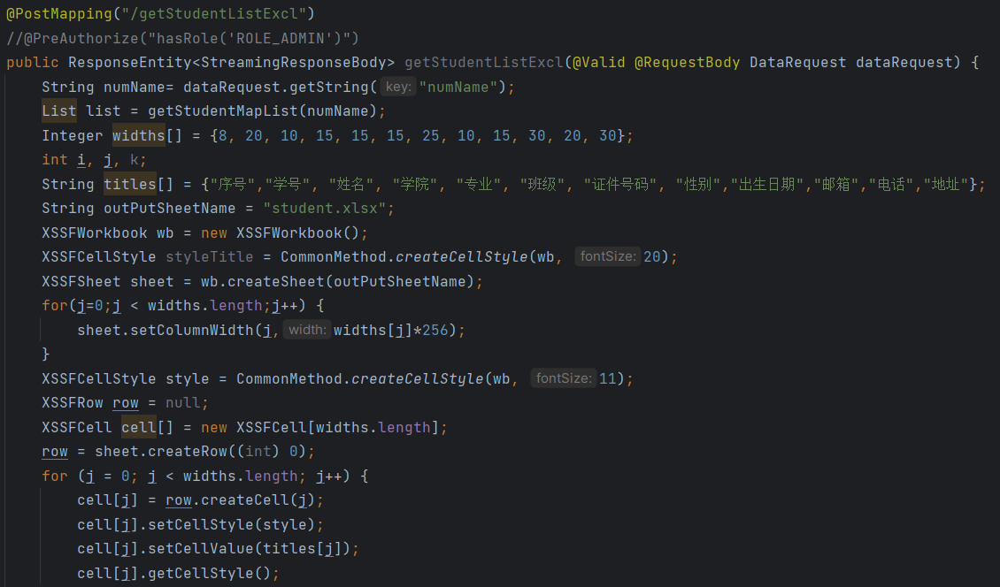 @PostMapping("/getStudentListExcl")
//@PreAuthorize("hasRole('ROLE_ADMIN')")
public ResponseEntity<StreamingResponseBody> getStudentListExcl(@Valid @RequestBody DataRequest dataRequest) {
    String numName= dataRequest.getString( key: "numName");
    List list = getStudentMapList(numName);
    Integer widths[] = {8, 20, 10, 15, 15, 15, 25, 10, 15, 30, 20, 30};
    int i, j, k;
    String titles[] = {"序号","学号", "姓名", "学院", "专业", "班级", "证件号码", "性别","出生日期","邮箱","电话","地址"};
    String outPutSheetName = "student.xlsx";
    XSSFWorkbook wb = new XSSFWorkbook();
    XSSFCellStyle styleTitle = CommonMethod.createCellStyle(wb, fontSize: 20);
    XSSFSheet sheet = wb.createSheet(outPutSheetName);
    for(j=0;j < widths.length;j++) {
        sheet.setColumnWidth(j, width: widths[j]*256);
    }
    XSSFCellStyle style = CommonMethod.createCellStyle(wb, fontSize: 11);
    XSSFRow row = null;
    XSSFCell cell[] = new XSSFCell[widths.length];
    row = sheet.createRow((int) 0);
    for (j = 0; j < widths.length; j++) {
        cell[j] = row.createCell(j);
        cell[j].setCellStyle(style);
        cell[j].setCellValue(titles[j]);
        cell[j].getCellStyle();